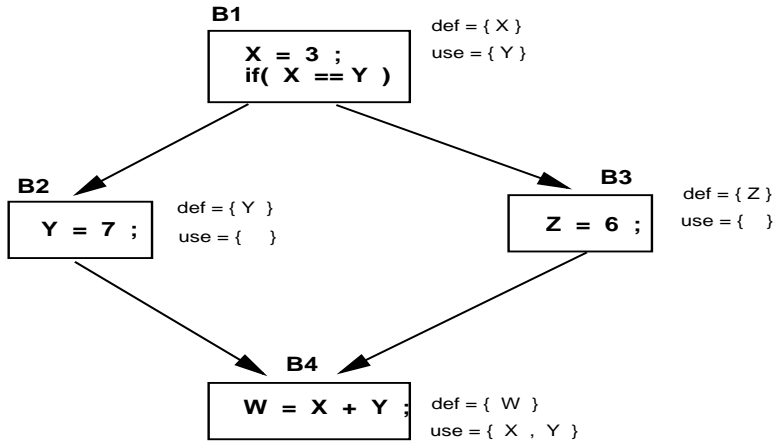 B1
X = 3 ;
if( X == Y )
def = { X }
use = { Y }
B2
Y = 7 ;
def = { Y }
use = { }
B3
Z = 6 ;
def = { Z }
use = { }
B4
W = X + Y ;
def = { W }
use = { X , Y }